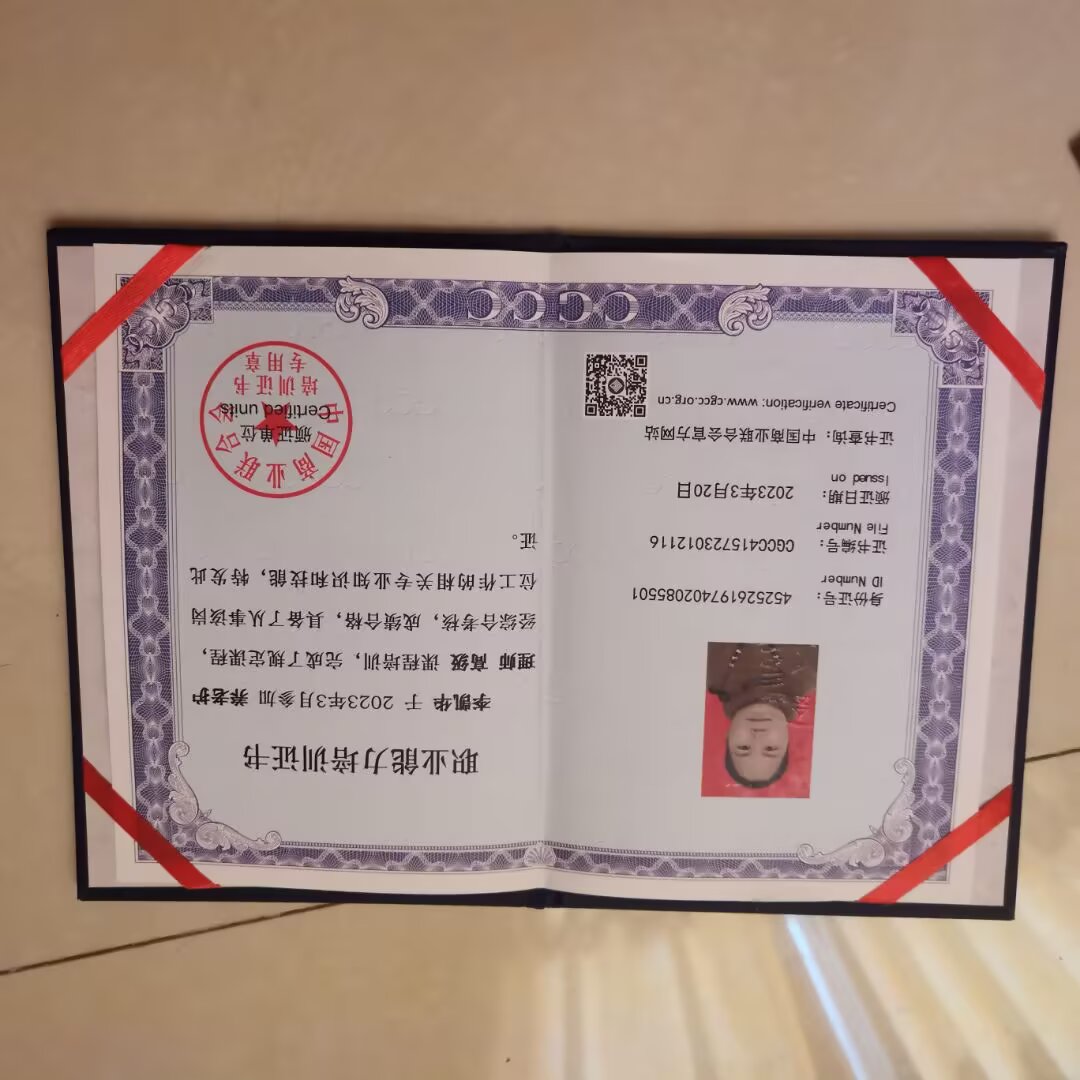 身份证号： 452526197402085501
ID Number
证书编号： CGCC415723012116
File Number
颁证日期： 2023年3月20日
Issued on
证书查询：中国商业联合会官方网站
Certificate verification: www.cgcc.org.cn
职业能力培训证书
李凯华 于 2023年3月参加 养老护
理师 高级 课程培训，完成了规定课程，
经综合考核，成绩合格，具备了从事该岗
位工作的相关专业知识和技能，特发此
证。
颁证单位
Certified units
中国商业联合会
培训证书
专用章
CGCC